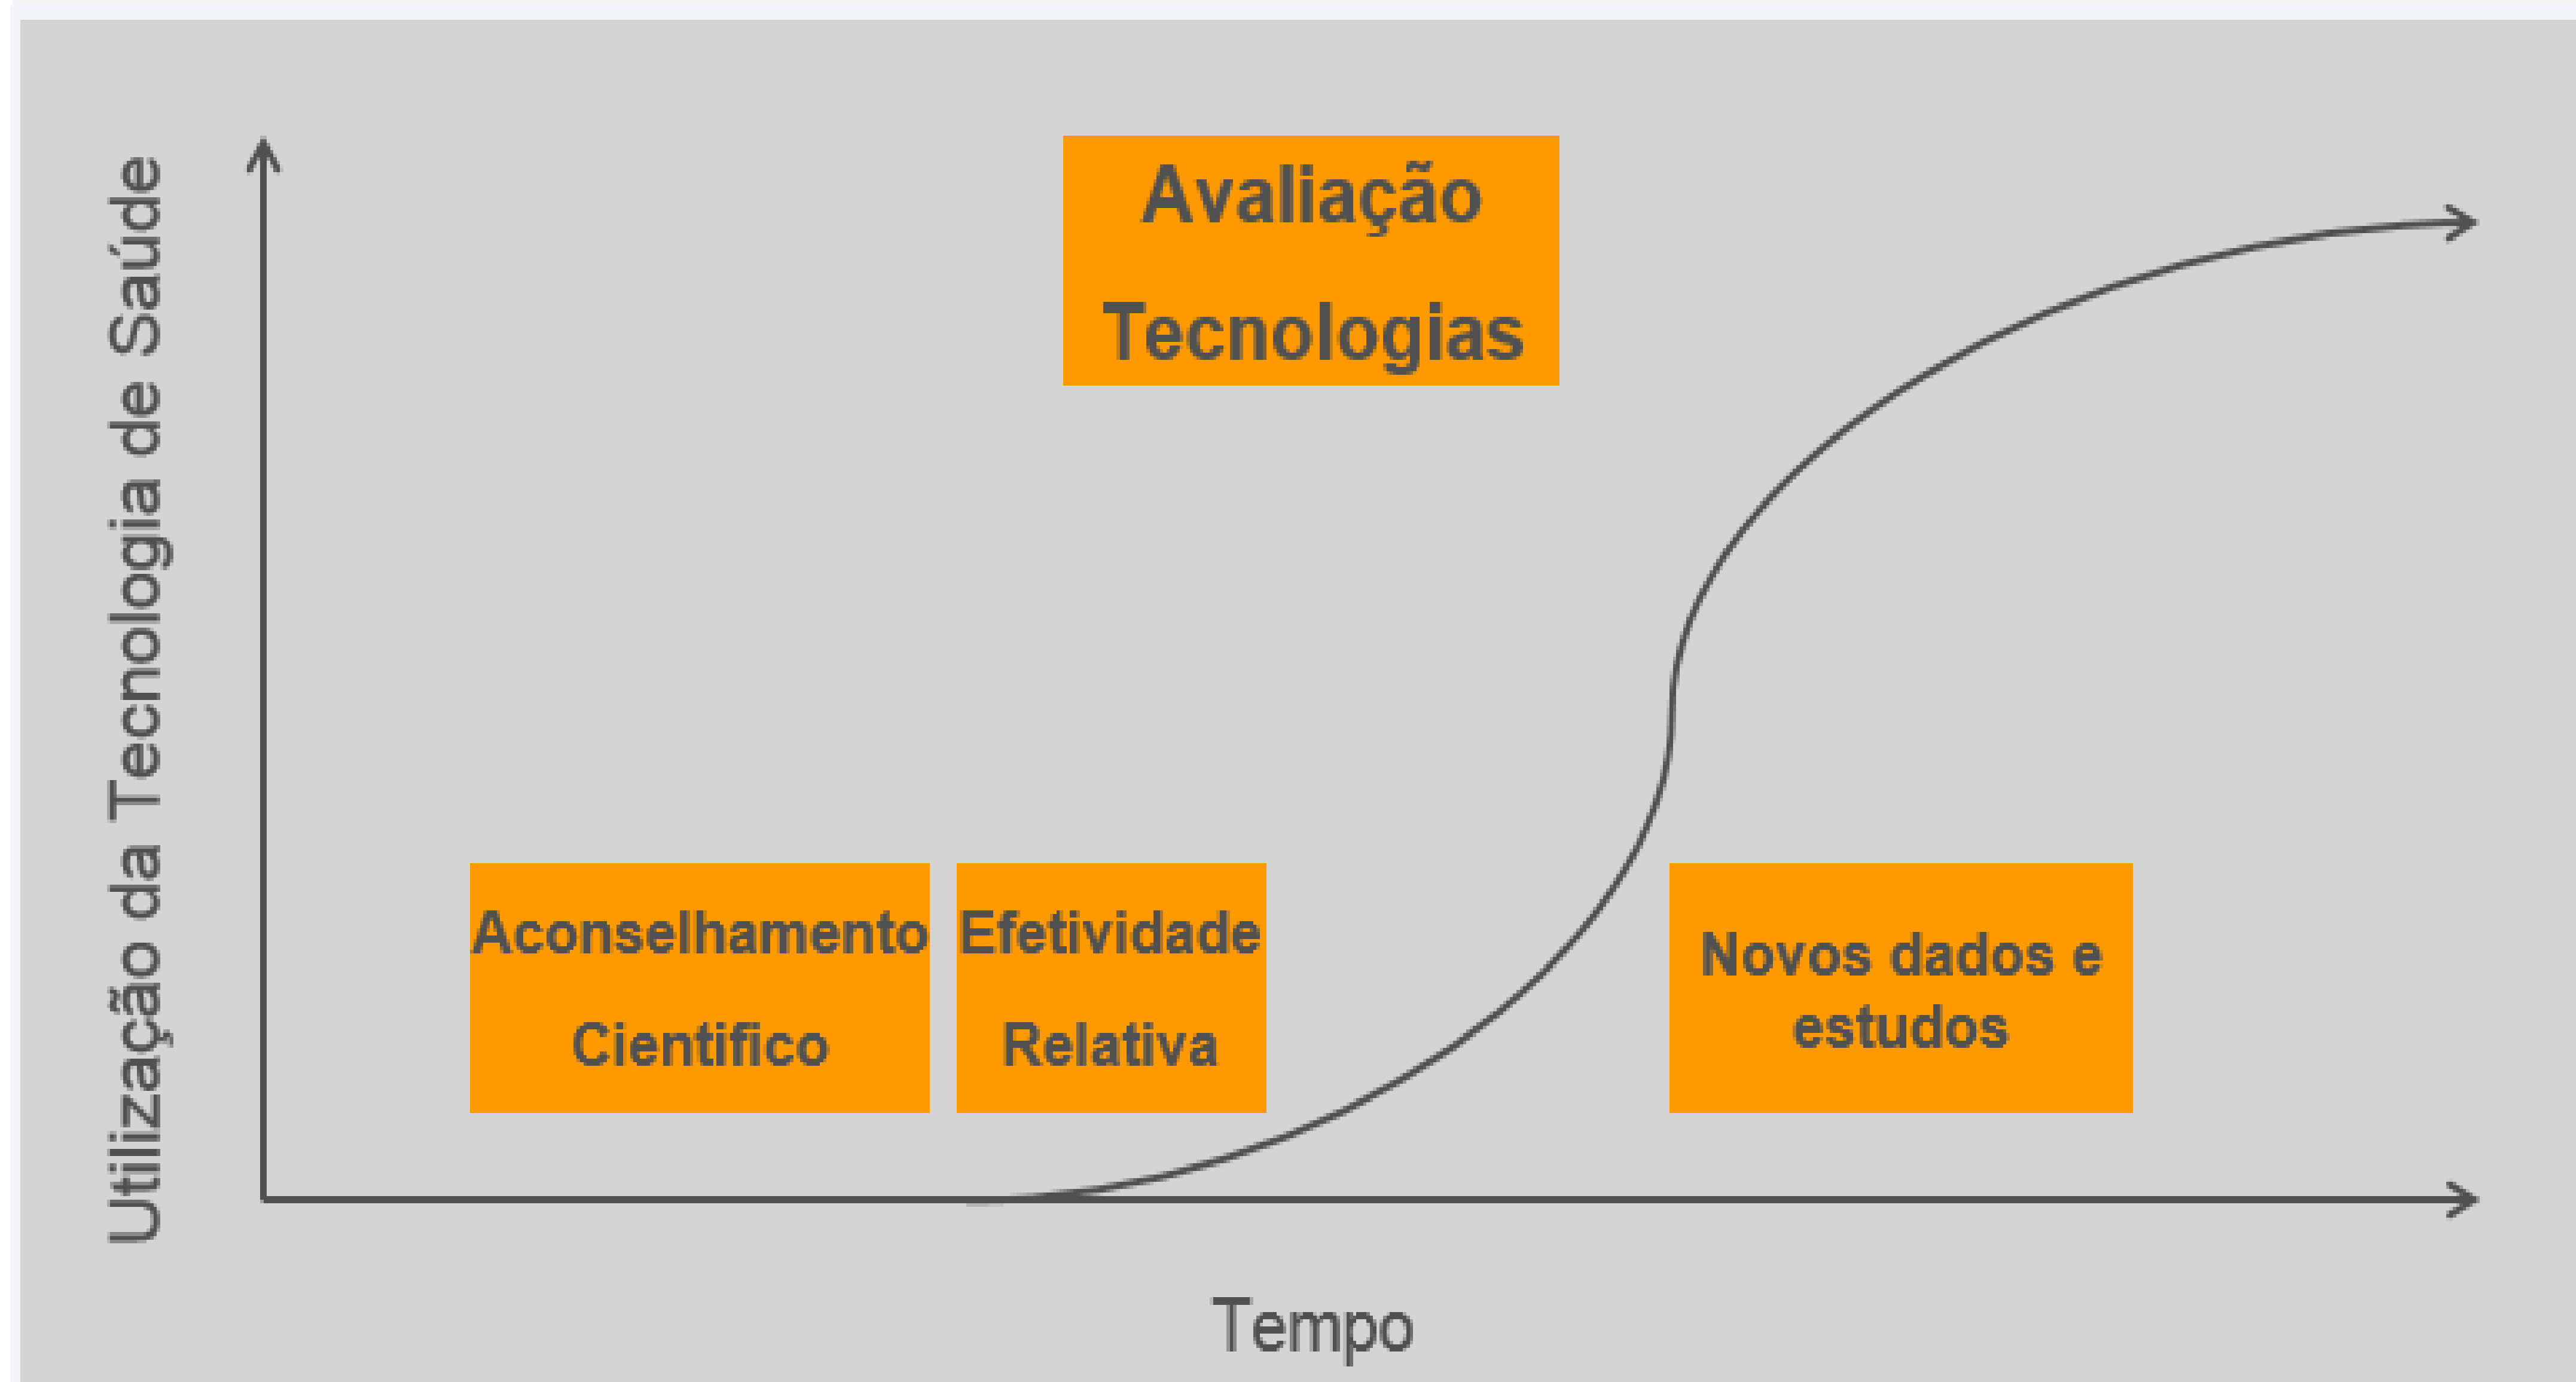 Utilização da Tecnologia de Saúde
Avaliação
Tecnologias
Aconselhamento
Cientifico
Efetividade
Relativa
Novos dados e
estudos
Tempo